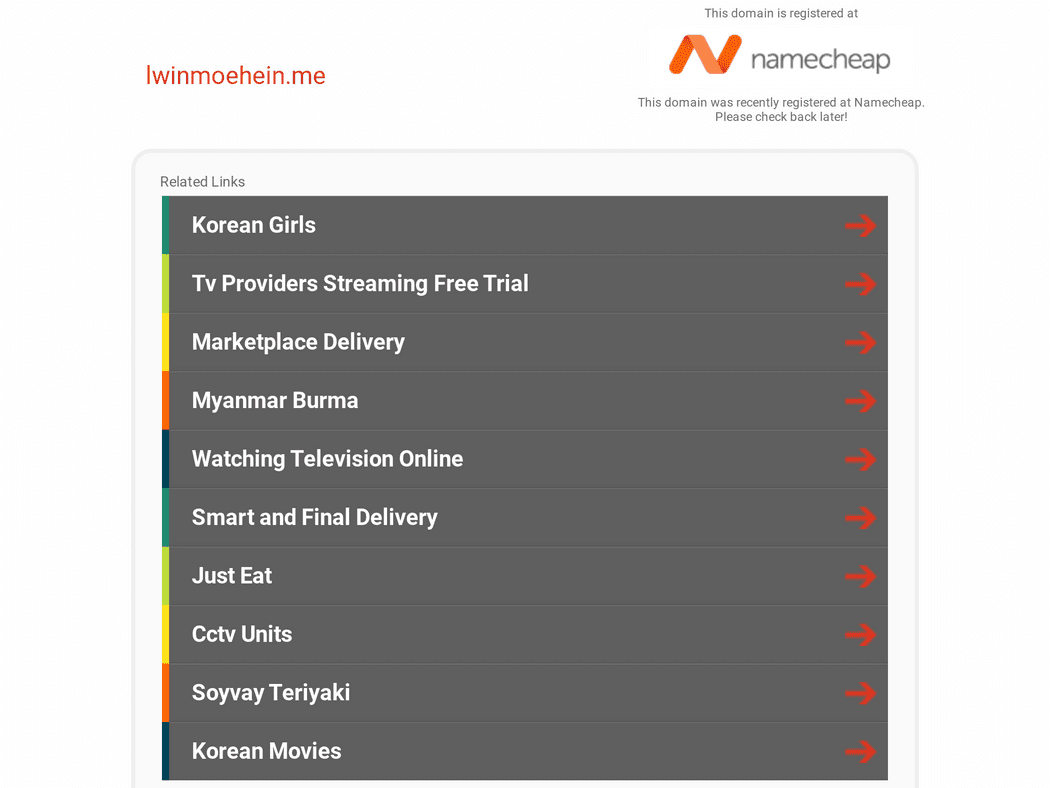 This domain is registered at
lwinmoehein.me
namecheap
This domain was recently registered at Namecheap.
Please check back later!
Related Links
Korean Girls
Tv Providers Streaming Free Trial
Marketplace Delivery
Myanmar Burma
Watching Television Online
Smart and Final Delivery
Just Eat
Cctv Units
Soyvay Teriyaki
Korean Movies